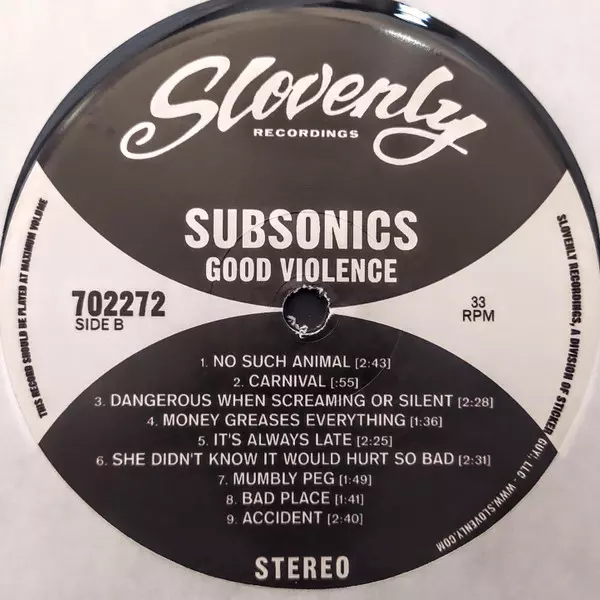 Slovenly
RECORDINGS
SUBSONICS
GOOD VIOLENCE
702272
SIDE B
33
RPM
1. NO SUCH ANIMAL [2:43]
2. CARNIVAL [:55]
3. DANGEROUS WHEN SCREAMING OR SILENT [2:28]
4. MONEY GREASES EVERYTHING [1:36]
5. IT'S ALWAYS LATE [2:25]
6. SHE DIDN'T KNOW IT WOULD HURT SO BAD [2:31]
7. MUMBLY PEG [1:49]
8. BAD PLACE [1:41]
9. ACCIDENT [2:40]
STEREO
THIS RECORD SHOULD BE PLAYED AT MAXIMUM VOLUME
SLOVENLY RECORDINGS, A DIVISION OF STICKER GUY!, LLC - WWW.SLOVENLY.COM